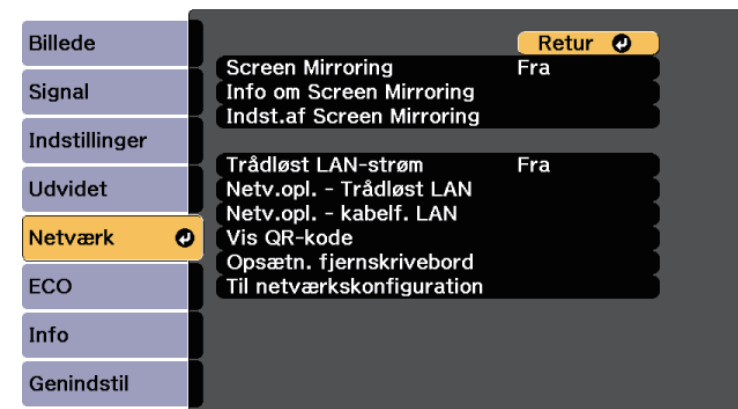 Billede
Signal
Indstillinger
Udvidet
Netværk
ECO
Info
Genindstil
Retur
Screen Mirroring Fra
Info om Screen Mirroring
Indst.af Screen Mirroring
Trådløst LAN-strøm Fra
Netv.opl. - Trådløst LAN
Netv.opl. - kabelf. LAN
Vis QR-kode
Opsætn. fjernskrivebord
Til netværkskonfiguration